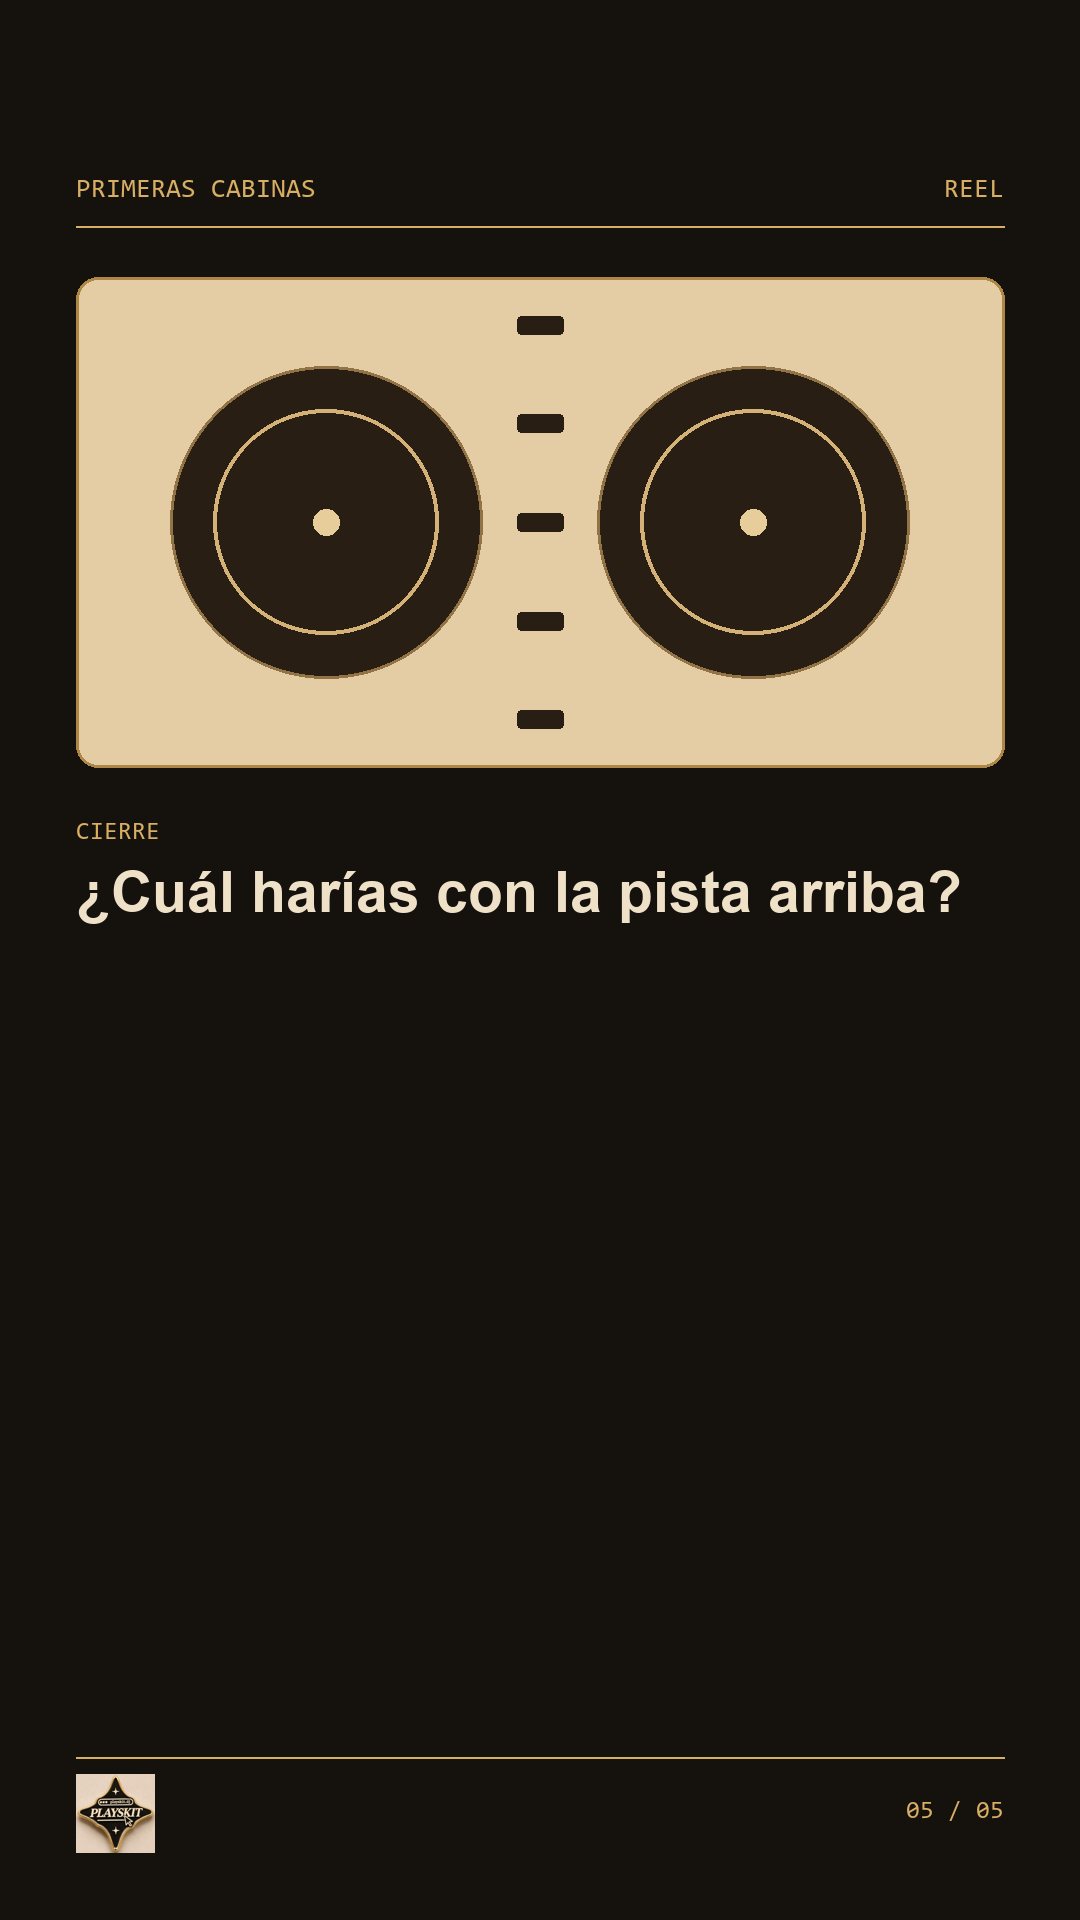 PRIMERAS CABINAS
REEL
CIERRE
¿Cuál harías con la pista arriba?
PLAYSKIT
05 / 05